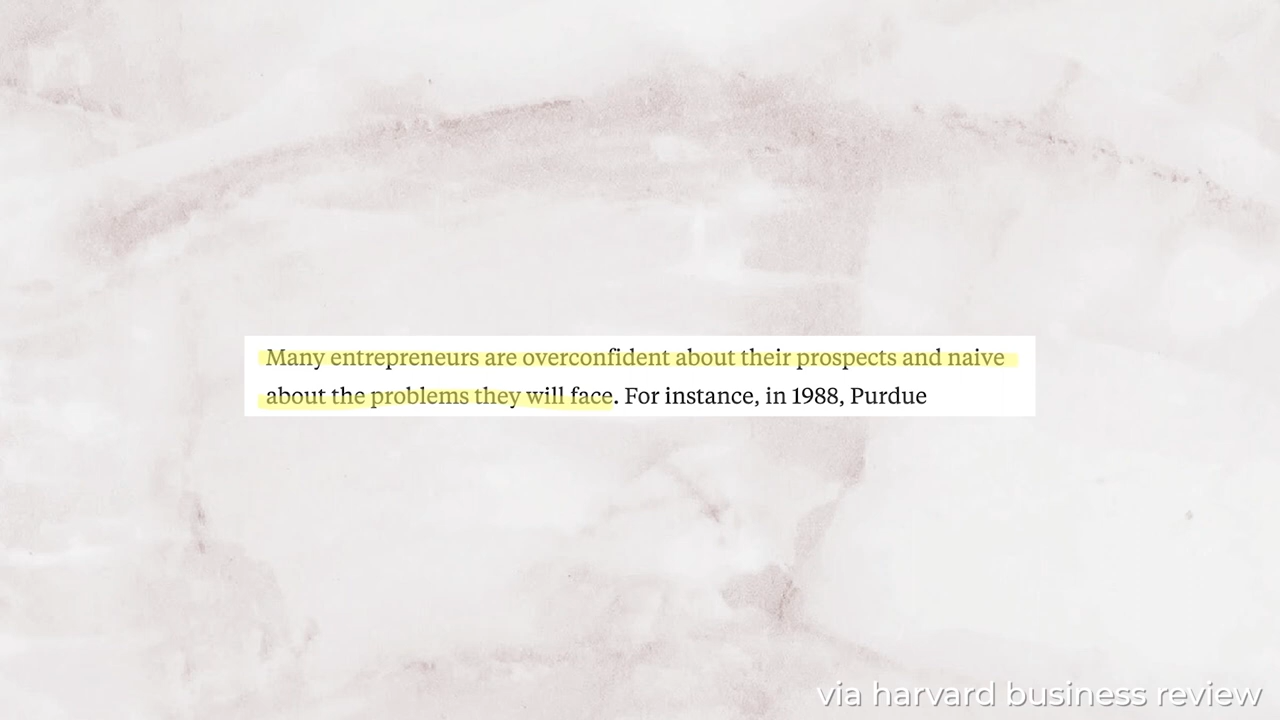 Many entrepreneurs are overconfident about their prospects and naive
about the problems they will face. For instance, in 1988, Purdue
via harvard business review